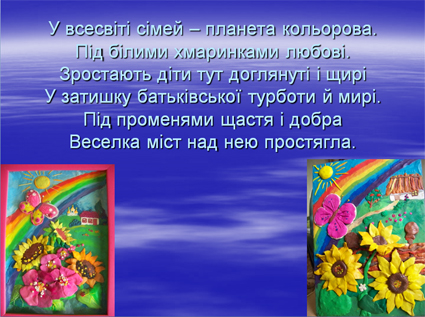 У всесвіті сімей – планета кольорова.
Під білими хмаринками любові.
Зростають діти тут доглянуті і щирі
У затишку батьківської турботи й мирі.
Під променями щастя і добра
Веселка міст над нею простягла.